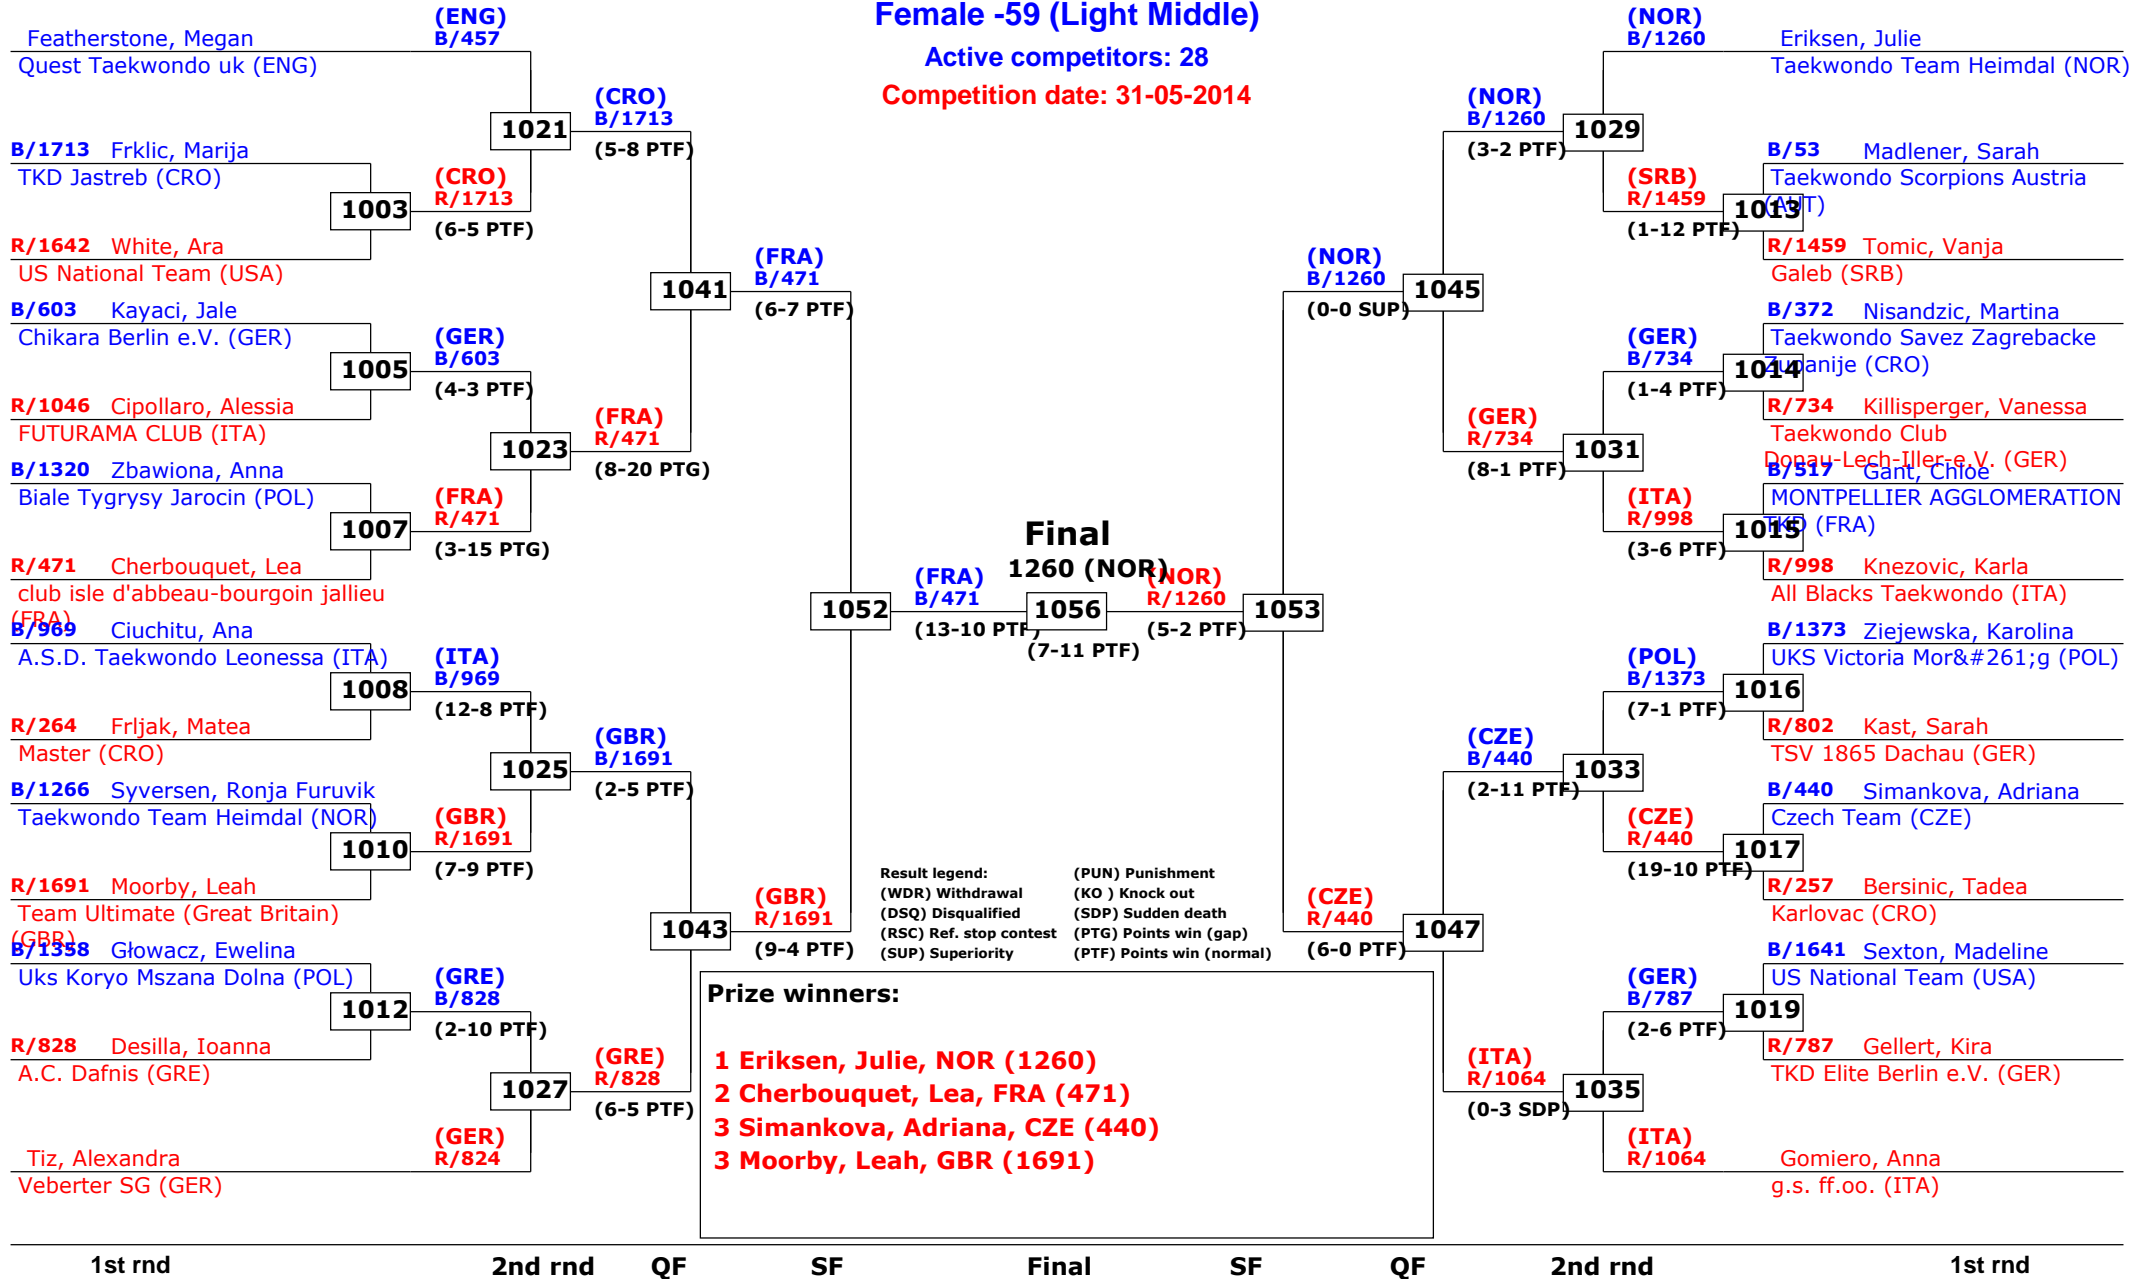 Female -59 (Light Middle)
Active competitors: 28
Competition date: 31-05-2014
Featherstone, Megan
Quest Taekwondo uk (ENG)
(ENG)
B/457
B/1713 Frklic, Marija
TKD Jastreb (CRO)
1003
(CRO)
R/1713
(6-5 PTF)
R/1642 White, Ara
US National Team (USA)
1021
(CRO)
B/1713
(5-8 PTF)
B/603 Kayaci, Jale
Chikara Berlin e.V. (GER)
1005
(GER)
B/603
(4-3 PTF)
R/1046 Cipollaro, Alessia
FUTURAMA CLUB (ITA)
1023
(FRA)
R/471
(8-20 PTG)
B/1320 Zbawiona, Anna
Biale Tygrysy Jarocin (POL)
1007
(FRA)
R/471
(3-15 PTG)
R/471 Cherbouquet, Lea
club isle d'abbeau-bourgoin jallieu
(FRA)
1041
(FRA)
B/471
(6-7 PTF)
B/969 Ciuchitu, Ana
A.S.D. Taekwondo Leonessa (ITA)
1008
(ITA)
B/969
(12-8 PTF)
R/264 Frljak, Matea
Master (CRO)
1025
(GBR)
B/1691
(2-5 PTF)
B/1266 Syversen, Ronja Furuvik
Taekwondo Team Heimdal (NOR)
1010
(GBR)
R/1691
(7-9 PTF)
R/1691 Moorby, Leah
Team Ultimate (Great Britain)
(GBR)
1043
(GBR)
R/1691
(9-4 PTF)
B/1358 Głowacz, Ewelina
Uks Koryo Mszana Dolna (POL)
1012
(GRE)
B/828
(2-10 PTF)
R/828 Desilla, Ioanna
A.C. Dafnis (GRE)
1027
(GRE)
R/828
(6-5 PTF)
(GER)
R/824
Tiz, Alexandra
Veberter SG (GER)
1052
(FRA)
B/471
(13-10 PTF)
Final
1260 (NOR)
1056
(7-11 PTF)
(NOR)
R/1260
(5-2 PTF)
1053
(NOR)
B/1260
Eriksen, Julie
Taekwondo Team Heimdal (NOR)
(NOR)
B/1260
(3-2 PTF)
1029
B/53 Madlener, Sarah
Taekwondo Scorpions Austria
(AUT)
(SRB)
R/1459
(1-12 PTF)
1013
R/1459 Tomic, Vanja
Galeb (SRB)
(NOR)
B/1260
(0-0 SUP)
1045
B/372 Nisandzic, Martina
Taekwondo Savez Zagrebacke
Zupanije (CRO)
(GER)
B/734
(1-4 PTF)
1014
R/734 Killisperger, Vanessa
Taekwondo Club
Donau-Lech-Iller-e.V. (GER)
(GER)
R/734
(8-1 PTF)
1031
B/517 Gant, Chloe
MONTPELLIER AGGLOMERATION
TKD (FRA)
(ITA)
R/998
(3-6 PTF)
1015
R/998 Knezovic, Karla
All Blacks Taekwondo (ITA)
B/1373 Ziejewska, Karolina
UKS Victoria Mor&#261;g (POL)
(POL)
B/1373
(7-1 PTF)
1016
R/802 Kast, Sarah
TSV 1865 Dachau (GER)
(CZE)
B/440
(2-11 PTF)
1033
B/440 Simankova, Adriana
Czech Team (CZE)
(CZE)
R/440
(19-10 PTF)
1017
R/257 Bersinic, Tadea
Karlovac (CRO)
(CZE)
R/440
(6-0 PTF)
1047
B/1641 Sexton, Madeline
US National Team (USA)
(GER)
B/787
(2-6 PTF)
1019
R/787 Gellert, Kira
TKD Elite Berlin e.V. (GER)
(ITA)
R/1064
(0-3 SDP)
1035
(ITA)
R/1064
Gomiero, Anna
g.s. ff.oo. (ITA)
Result legend: (PUN) Punishment
(WDR) Withdrawal (KO ) Knock out
(DSQ) Disqualified (SDP) Sudden death
(RSC) Ref. stop contest (PTG) Points win (gap)
(SUP) Superiority (PTF) Points win (normal)
Prize winners:
1 Eriksen, Julie, NOR (1260)
2 Cherbouquet, Lea, FRA (471)
3 Simankova, Adriana, CZE (440)
3 Moorby, Leah, GBR (1691)
1st rnd 2nd rnd QF SF Final SF QF 2nd rnd 1st rnd